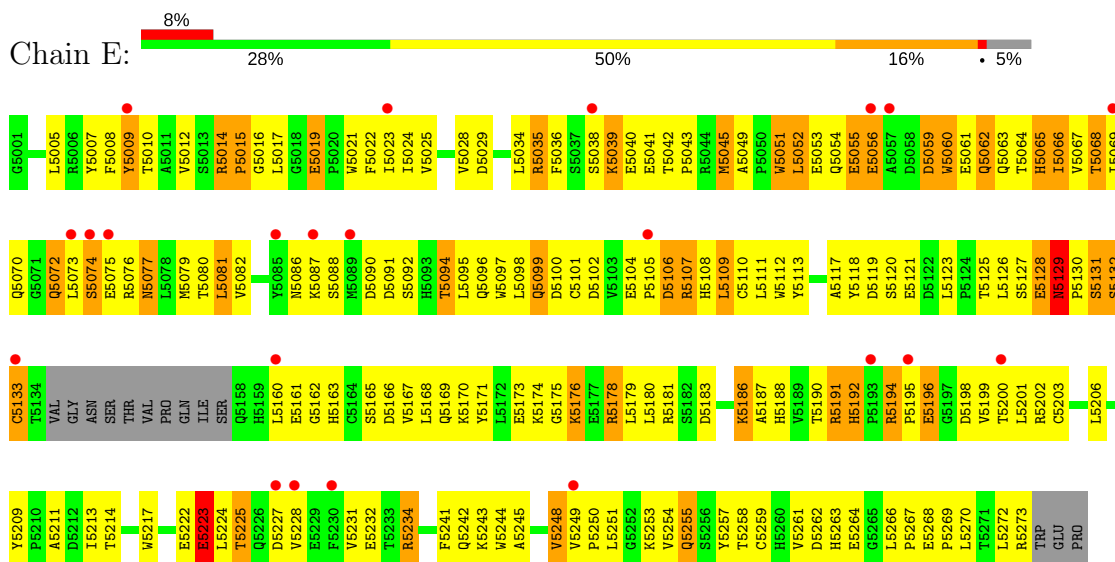 8%
Chain E:
28% 50% 16% • 5%
G5001 L5005 R5006 Y5007 F5008 Y5009 T5010 A5011 V5012 S5013 R5014 P5015 G5016 L5017 G5018 E5019 P5020 W5021 F5022 I5023 I5024 V5025 V5028 D5029 L5034 R5035 F5036 S5037 S5038 K5039 E5040 E5041 T5042 P5043 R5044 M5045 A5049 P5050 W5051 L5052 E5053 Q5054 E5055 E5056 A5057 D5058 D5059 W5060 E5061 Q5062 Q5063 T5064 H5065 I5066 V5067 T5068 I5069
Q5070 G5071 Q5072 L5073 S5074 E5075 R5076 N5077 L5078 M5079 T5080 L5081 V5082 Y5085 N5086 K5087 S5088 M5089 D5090 D5091 S5092 H5093 T5094 L5095 Q5096 W5097 L5098 Q5099 D5100 C5101 D5102 V5103 E5104 P5105 D5106 R5107 H5108 L5109 C5110 L5111 W5112 Y5113 A5117 Y5118 D5119 S5120 E5121 D5122 L5123 P5124 T5125 L5126 S5127 E5128 N5129 P5130 S5131 S5132
C5133 T5134 VAL GLY ASN SER THR VAL PRO GLN ILE SER Q5158 H5159 L5160 E5161 G5162 H5163 C5164 S5165 D5166 V5167 L5168 Q5169 K5170 Y5171 L5172 E5173 K5174 G5175 K5176 E5177 R5178 L5179 L5180 R5181 S5182 D5183 K5186 A5187 H5188 V5189 T5190 R5191 H5192 P5193 R5194 P5195 E5196 G5197 D5198 V5199 T5200 L5201 R5202 C5203 L5206
Y5209 P5210 A5211 D5212 I5213 T5214 W5217 E5222 E5223 L5224 T5225 Q5226 D5227 V5228 E5229 F5230 V5231 E5232 T5233 R5234 F5241 Q5242 K5243 W5244 A5245 V5248 V5249 P5250 L5251 G5252 K5253 V5254 Q5255 S5256 Y5257 T5258 C5259 H5260 V5261 D5262 H5263 E5264 G5265 L5266 P5267 E5268 P5269 L5270 T5271 L5272 R5273 TRP GLU PRO